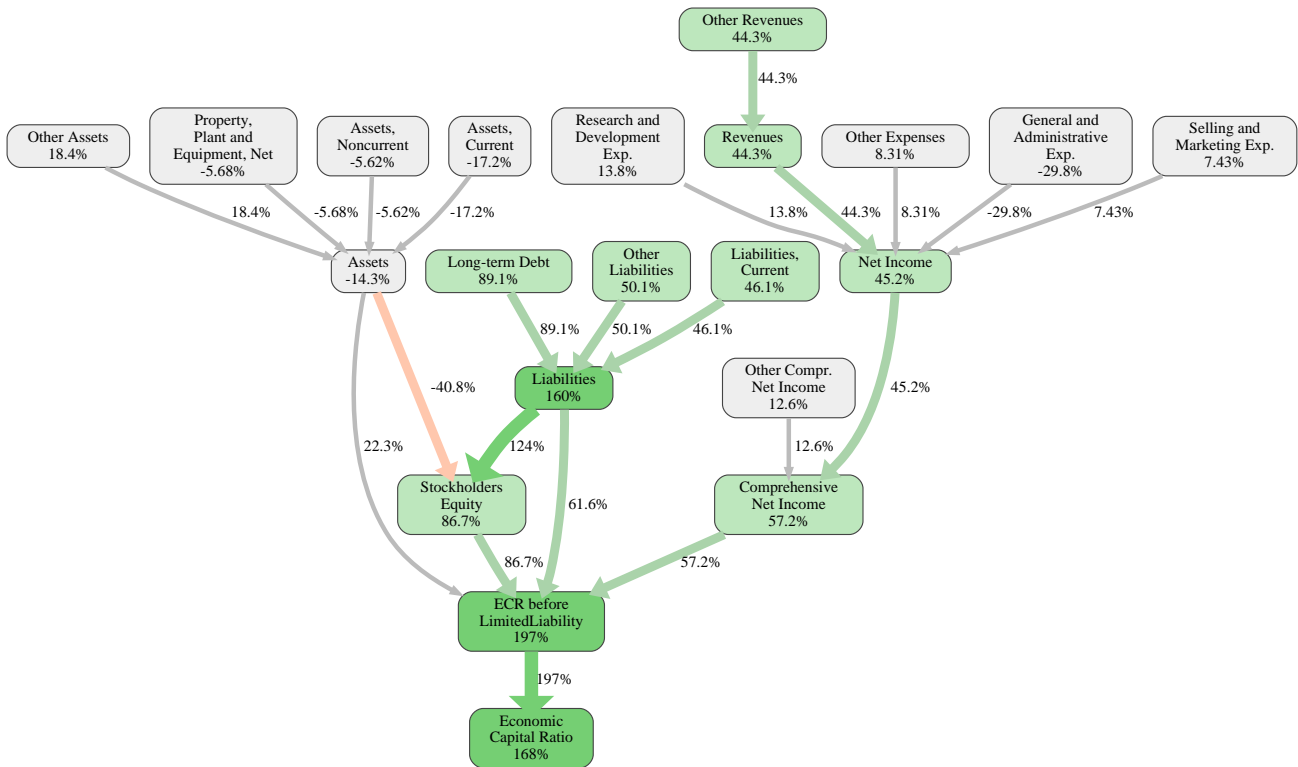 Other Revenues
44.3%
44.3%
Other Assets
18.4%
Property,
Plant and
Equipment, Net
-5.68%
Assets,
Noncurrent
-5.62%
Assets,
Current
-17.2%
Research and
Development
Exp.
13.8%
Revenues
44.3%
Other Expenses
8.31%
General and
Administrative
Exp.
-29.8%
Selling and
Marketing Exp.
7.43%
18.4%
-5.68%
-5.62%
-17.2%
13.8%
44.3%
8.31%
-29.8%
7.43%
Assets
-14.3%
Long-term Debt
89.1%
Other
Liabilities
50.1%
Liabilities,
Current
46.1%
Net Income
45.2%
89.1%
50.1%
46.1%
Liabilities
160%
Other Compr.
Net Income
12.6%
-40.8%
45.2%
22.3%
124%
12.6%
Stockholders
Equity
86.7%
61.6%
Comprehensive
Net Income
57.2%
86.7%
57.2%
ECR before
LimitedLiability
197%
197%
Economic
Capital Ratio
168%